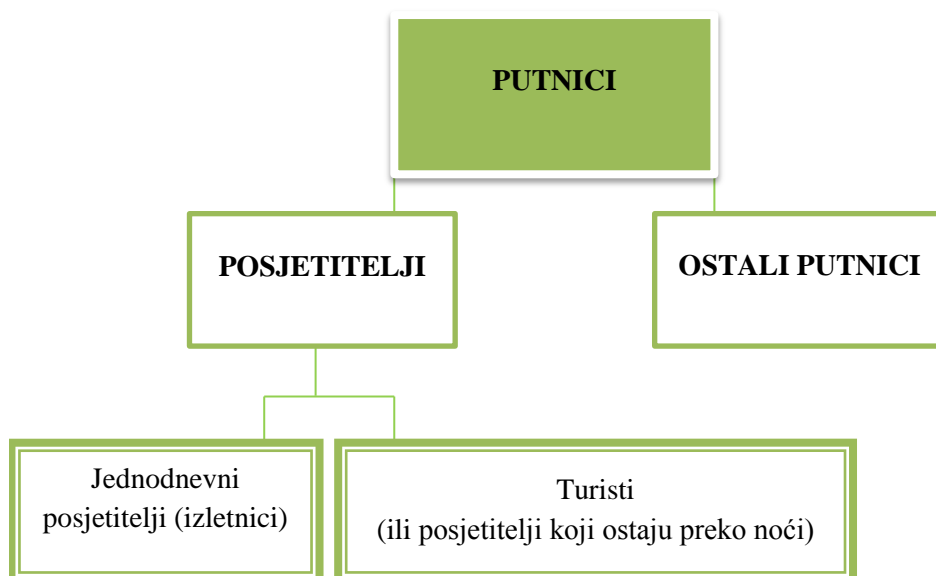 PUTNICI
POSJETITELJI
OSTALI PUTNICI
Jednodnevni
posjetitelji (izletnici)
Turisti
(ili posjetitelji koji ostaju preko noći)